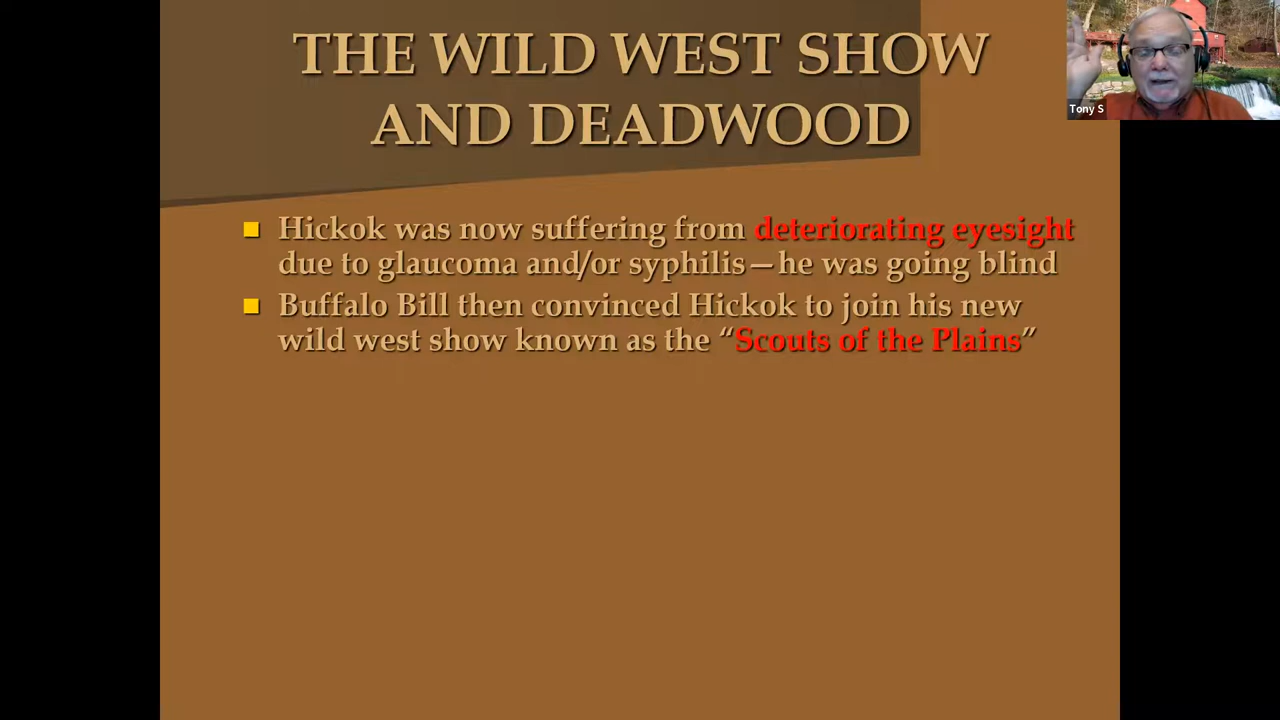 THE WILD WEST SHOW
AND DEADWOOD
Hickok was now suffering from deteriorating eyesight
due to glaucoma and/or syphilis—he was going blind
Buffalo Bill then convinced Hickok to join his new
wild west show known as the “Scouts of the Plains”
Tony S